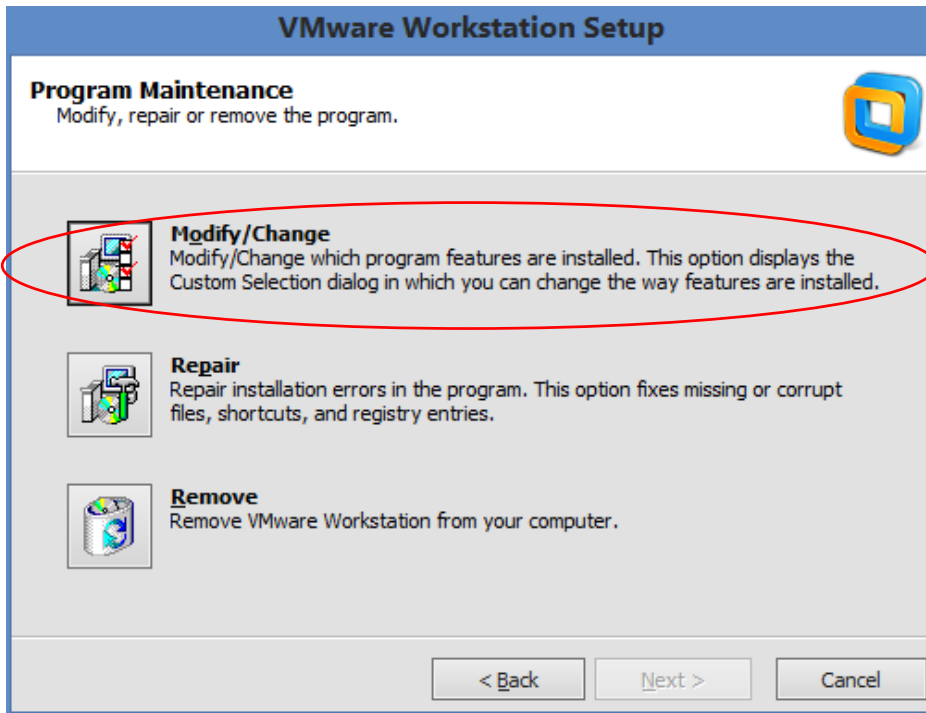 VMware Workstation Setup
Program Maintenance
Modify, repair or remove the program.
Modify/Change
Modify/Change which program features are installed. This option displays the
Custom Selection dialog in which you can change the way features are installed.
Repair
Repair installation errors in the program. This option fixes missing or corrupt
files, shortcuts, and registry entries.
Remove
Remove VMware Workstation from your computer.
< Back Next > Cancel